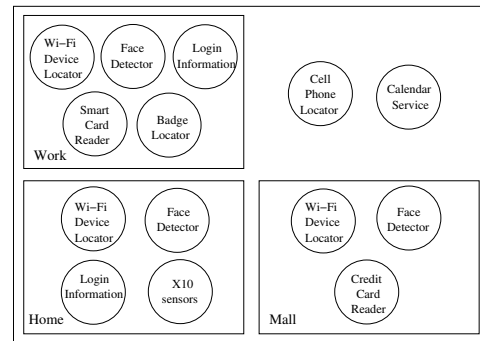 Wi-Fi
Device
Locator
Face
Detector
Login
Information
Smart
Card
Reader
Badge
Locator
Work
Cell
Phone
Locator
Calendar
Service
Wi-Fi
Device
Locator
Face
Detector
Login
Information
X10
sensors
Home
Wi-Fi
Device
Locator
Face
Detector
Credit
Card
Reader
Mall